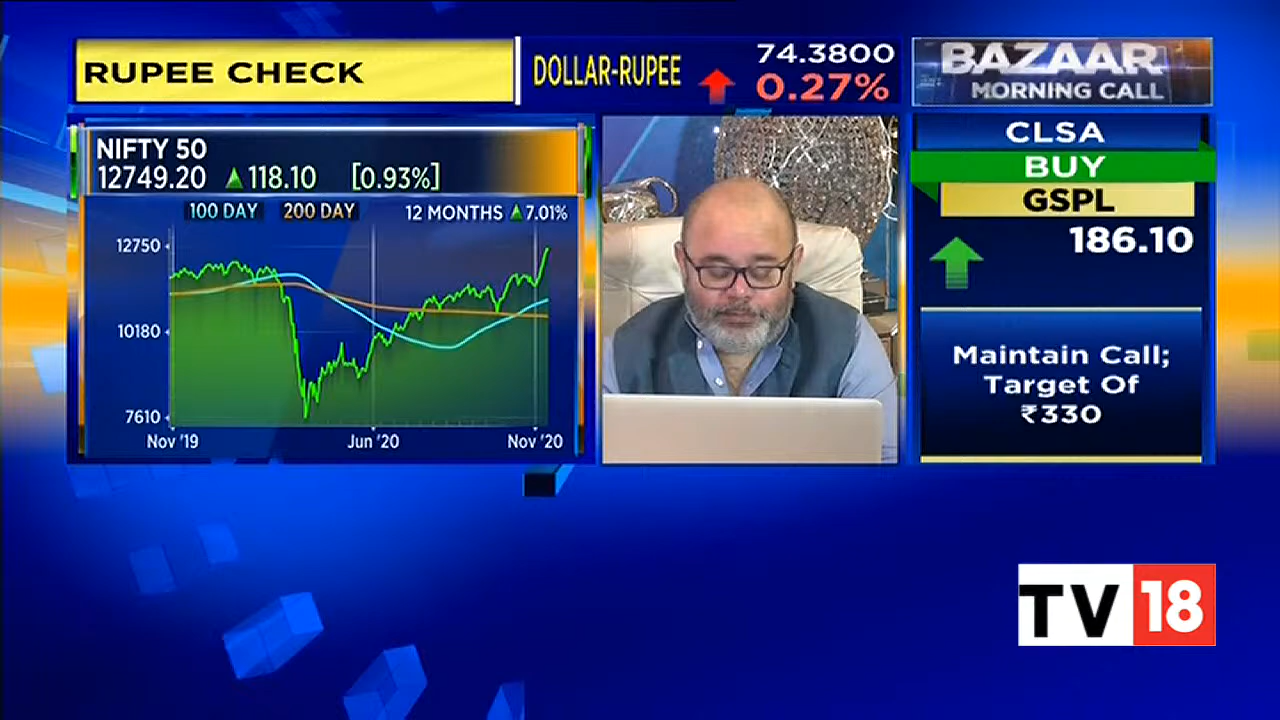 RUPEE CHECK
DOLLAR-RUPEE
74.3800
0.27%
BAZAAR
MORNING CALL
NIFTY 50
12749.20 118.10 [0.93%]
100 DAY 200 DAY 12 MONTHS 7.01%
12750
10180
7610
Nov '19 Jun '20 Nov '20
CLSA
BUY
GSPL
186.10
Maintain Call;
Target Of
₹330
TV18